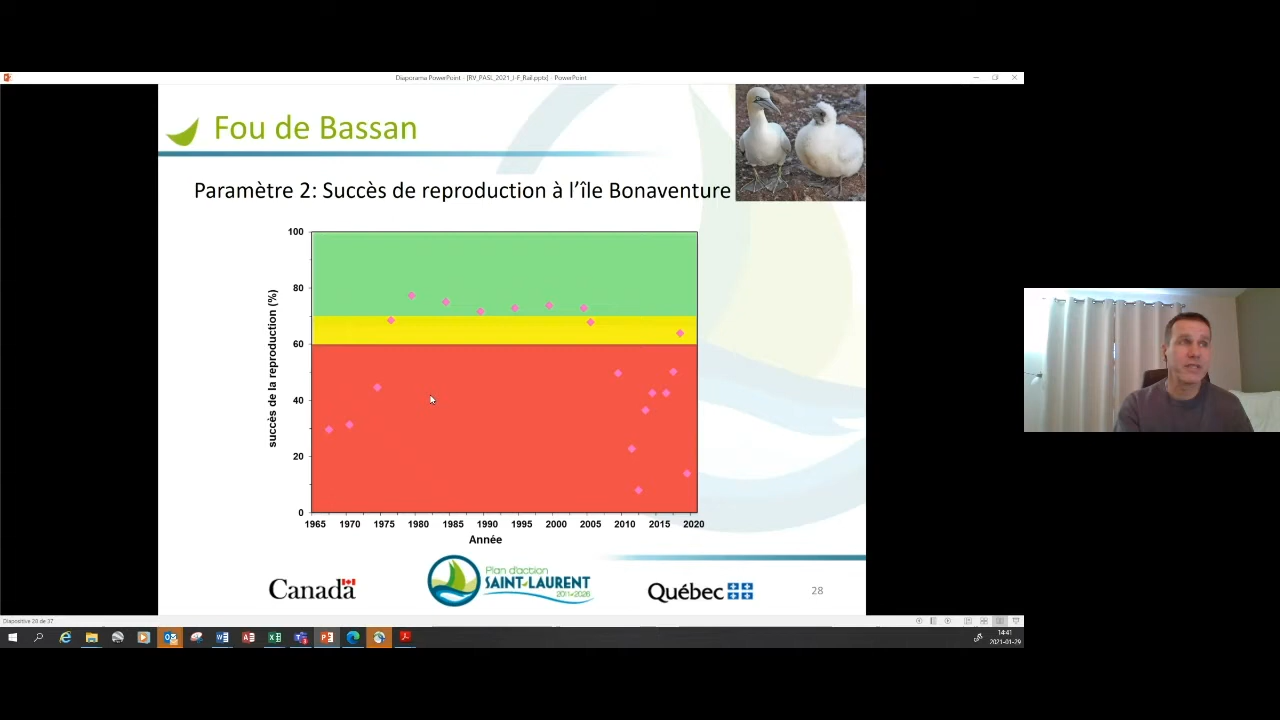 Diaporama PowerPoint - [RV_PASL_2021_J-F_Rail.pptx] - PowerPoint
Fou de Bassan
Paramètre 2: Succès de reproduction à l'île Bonaventure
succès de la reproduction (%)
100
80
60
40
20
0
1965 1970 1975 1980 1985 1990 1995 2000 2005 2010 2015 2020
Année
Canada
Plan d'action
SAINT-LAURENT
2011-2026
Québec
28
Diapositive 28 de 37
14:41
2021-01-29